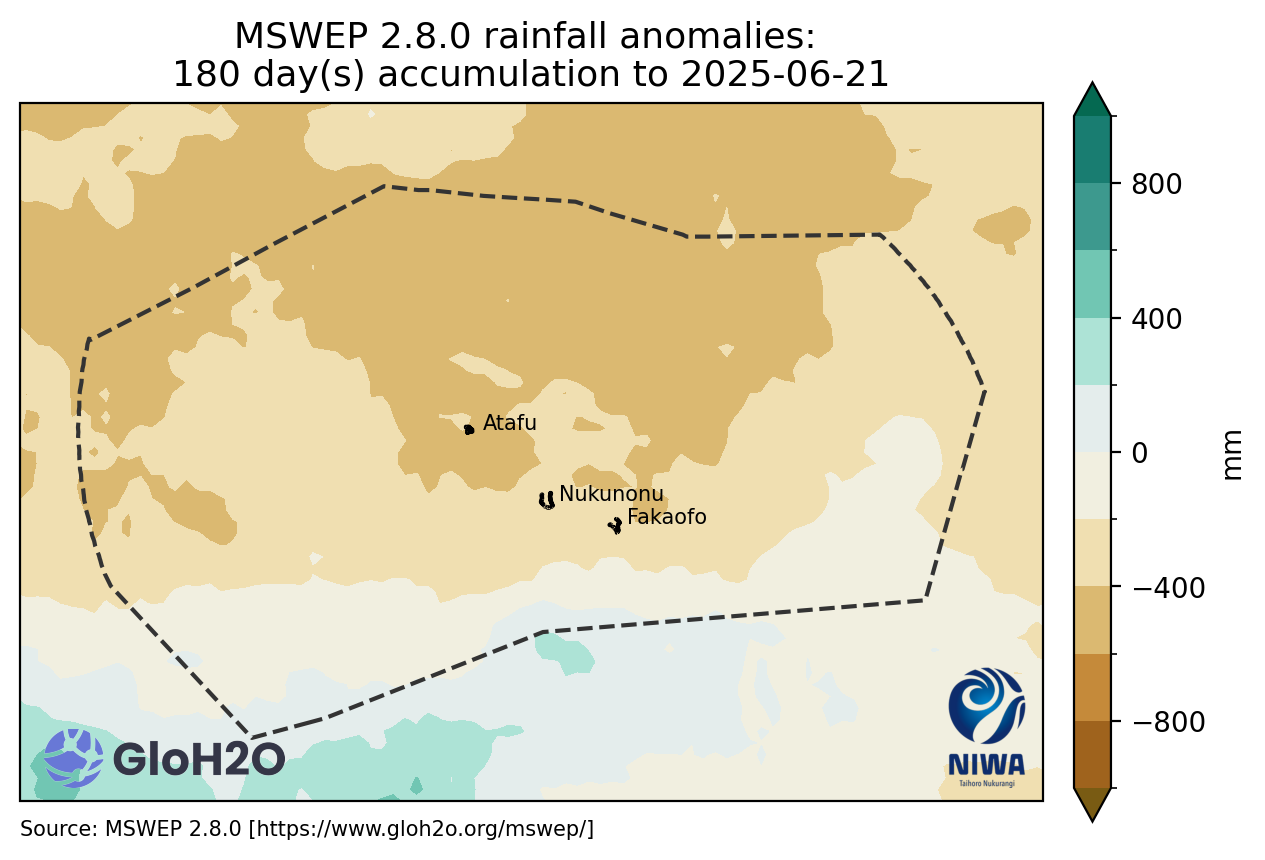 MSWEP 2.8.0 rainfall anomalies:
180 day(s) accumulation to 2025-06-21
800
400
0
−400
−800
mm
Atafu
Nukunonu
Fakaofo
GloH2O
NIWA
Taihoro Nukurangi
Source: MSWEP 2.8.0 [https://www.gloh2o.org/mswep/]